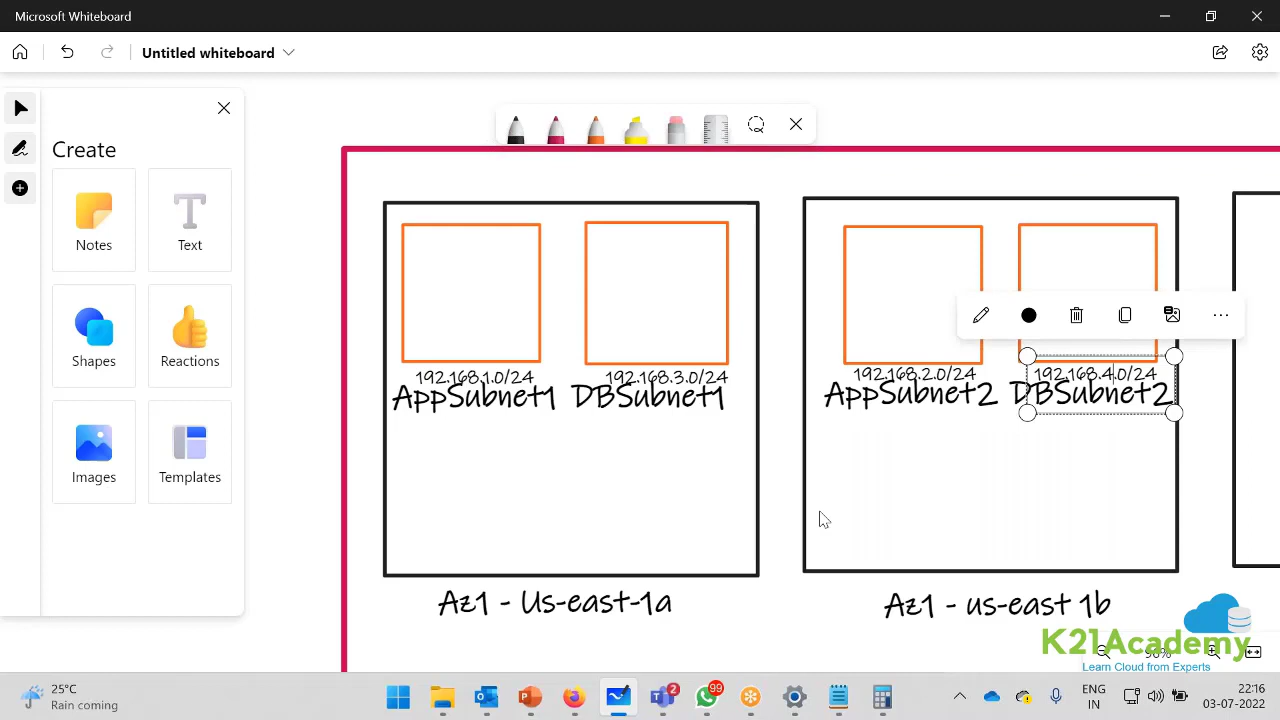 Microsoft Whiteboard
Untitled whiteboard
Create
Notes
Text
Shapes
Reactions
Images
Templates
192.168.1.0/24
AppSubnet1
192.168.3.0/24
DBSubnet1
192.168.2.0/24
AppSubnet2
192.168.4.0/24
DBSubnet2
Az1 - Us-east-1a
Az1 - us-east 1b
K21Academy
Learn Cloud from Experts
25°C
Rain coming
2
99
ENG
IN
22:16
03-07-2022